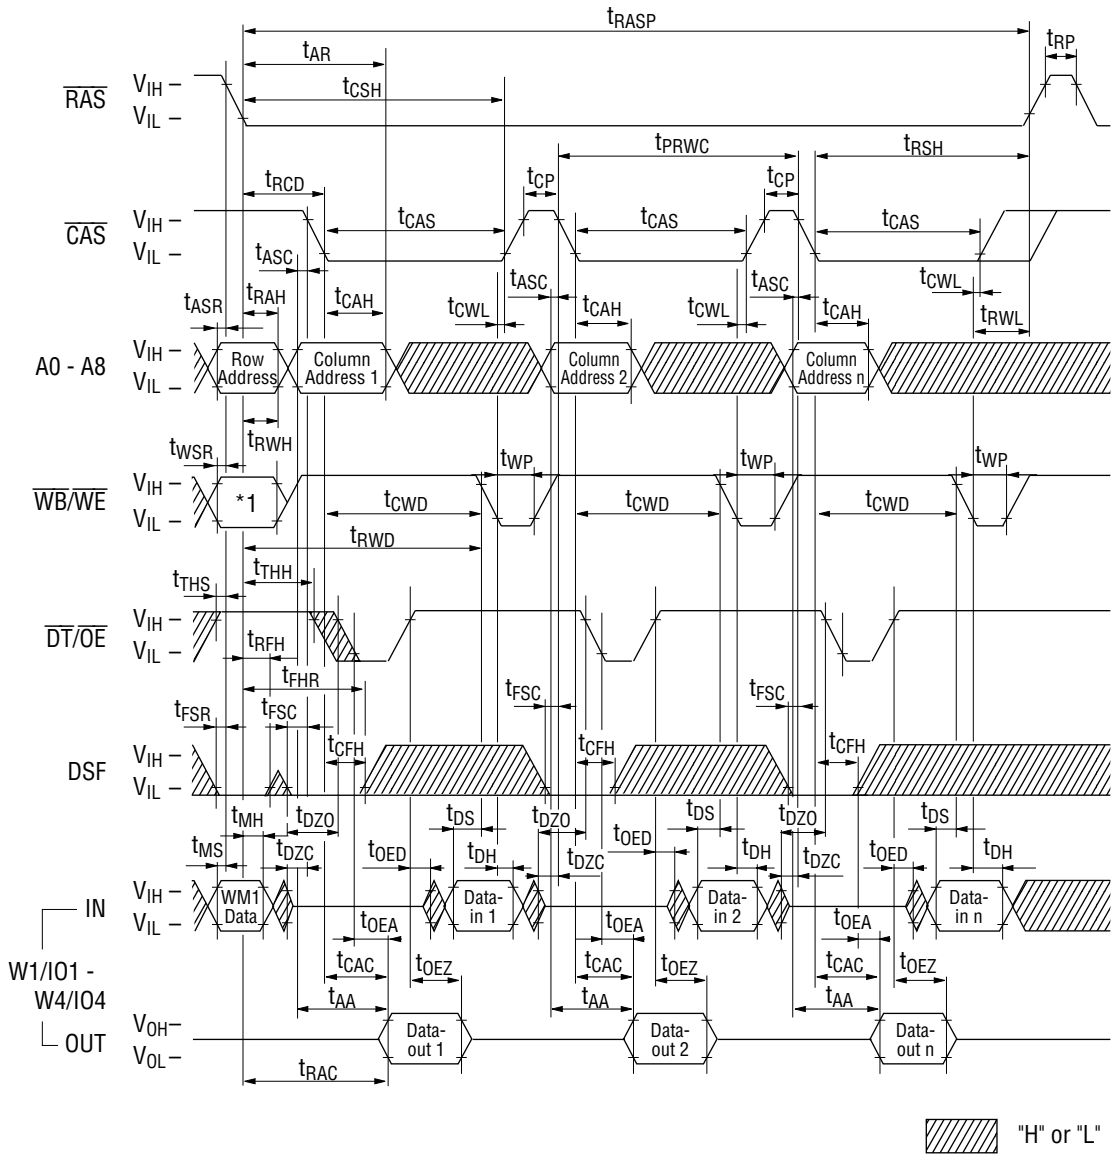 tRASP
tAR
tRP
RAS VIH
tCSH
VIL
tPRWC
tRSH
tRCD
tCP
tCP
CAS VIH
tCAS
tCAS
tCAS
VIL
tASC
tASC
tASC
tASR
tRAH
tCAH
tCWL
tCAH
tCWL
tCAH
tCWL
tRWL
A0 - A8
VIH
VIL
Row Address
Column Address 1
Column Address 2
Column Address n
tRWH
tWSR
tWP
tWP
tWP
WB/WE
VIH
VIL
*1
tCWD
tCWD
tCWD
tRWD
tTHH
tTHS
DT/OE
VIH
VIL
tRFH
tFHR
tFSR
tFSC
tFSC
tFSC
tCFH
tCFH
tCFH
DSF
VIH
VIL
tMH
tDZO
tDS
tDZO
tDS
tDZO
tDS
tMS
tDZC
tOED
tDH
tDZC
tOED
tDH
tDZC
tOED
tDH
IN
VIH
VIL
WM1 Data
Data-in 1
Data-in 2
Data-in n
tOEA
tOEA
tOEA
W1/IO1 -
W4/IO4
tCAC
tOEZ
tCAC
tOEZ
tCAC
tOEZ
tAA
tAA
tAA
OUT
VOH
VOL
Data-out 1
Data-out 2
Data-out n
tRAC
"H" or "L"